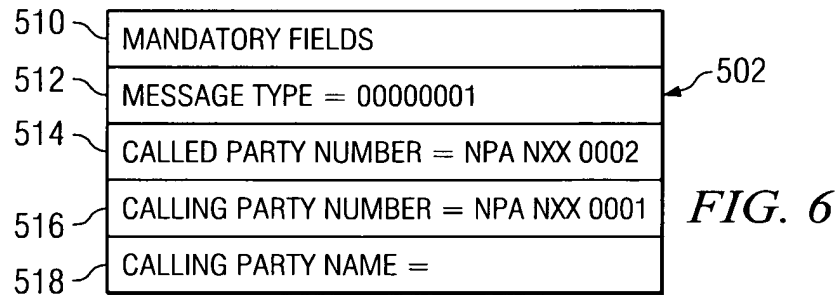 510 MANDATORY FIELDS
512 MESSAGE TYPE = 00000001 502
514 CALLED PARTY NUMBER = NPA NXX 0002
516 CALLING PARTY NUMBER = NPA NXX 0001 FIG. 6
518 CALLING PARTY NAME =